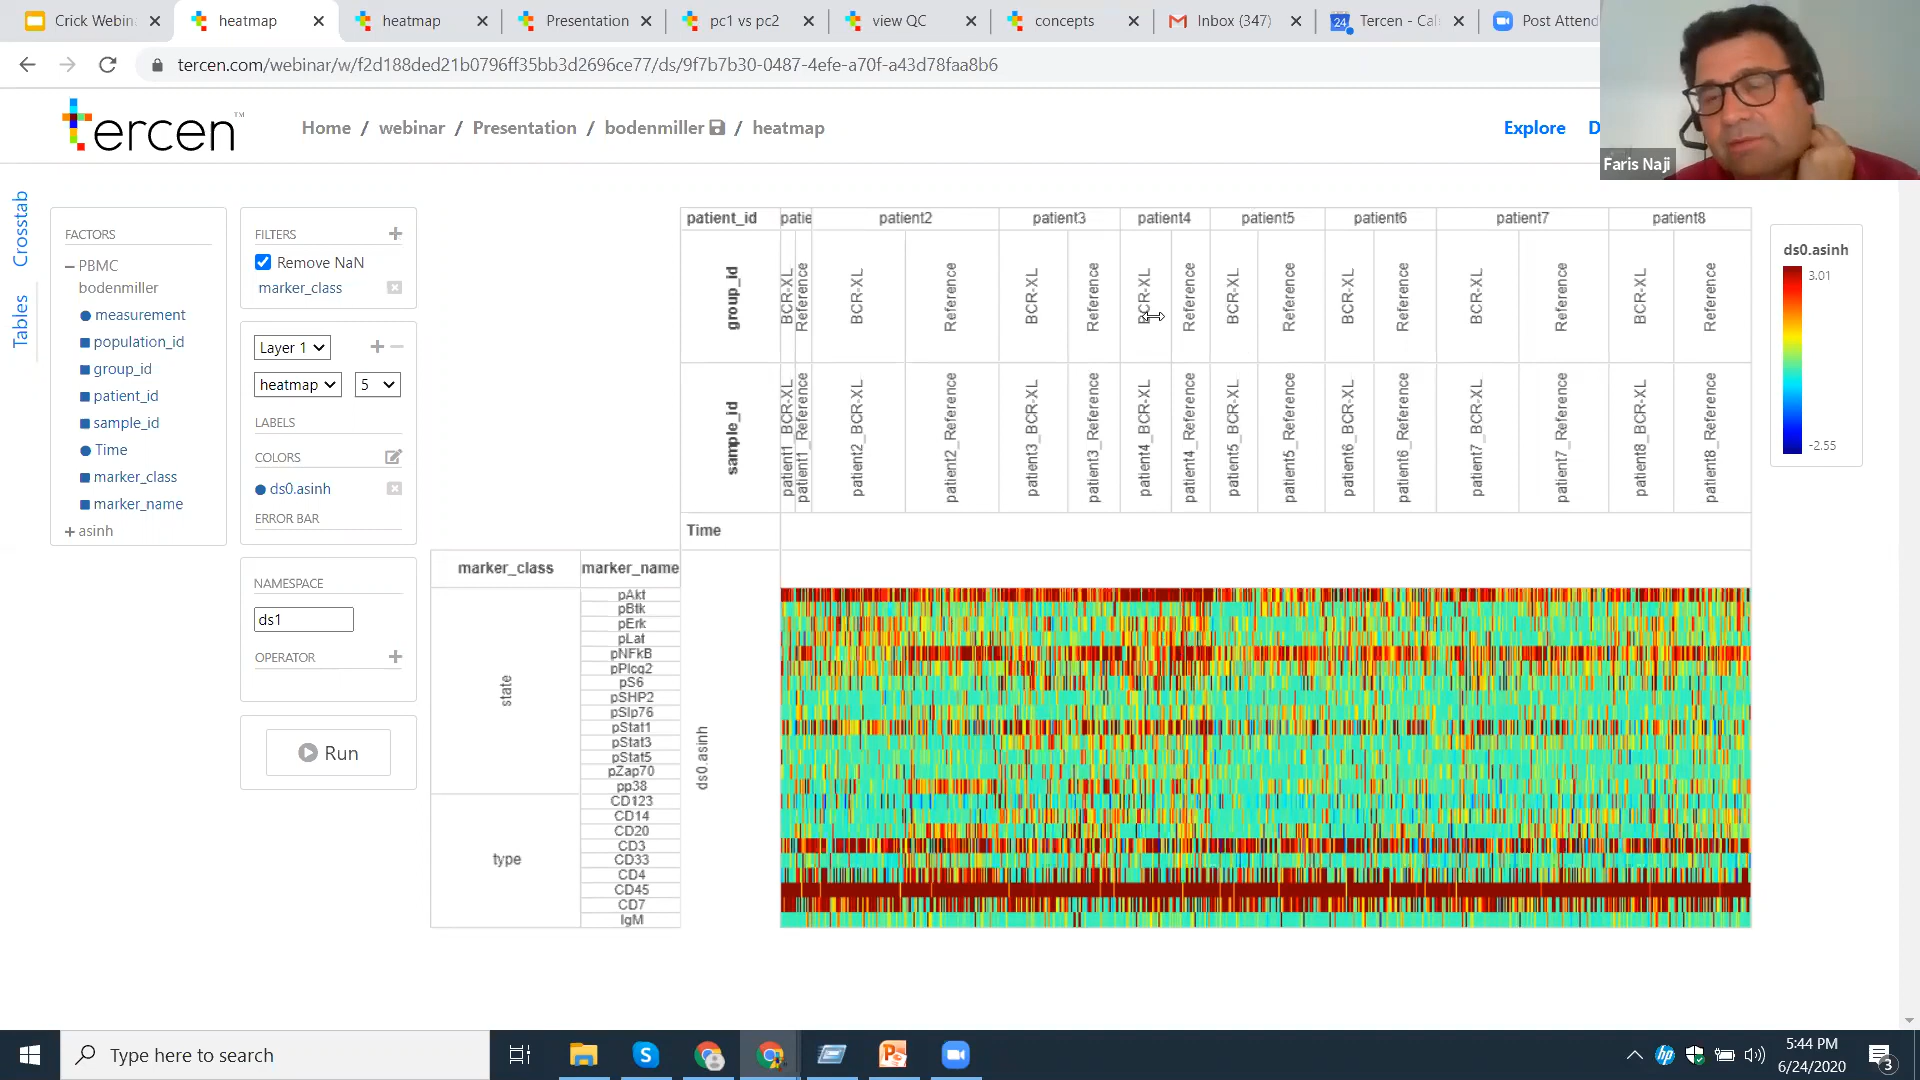 Crick Webina
heatmap
heatmap
Presentation
pc1 vs pc2
view QC
concepts
Inbox (347)
24
Tercen - Cal
Post Attend
tercen.com/webinar/w/f2d188ded21b0796ff35bb3d2696ce77/ds/9f7b7b30-0487-4efe-a70f-a43d78faa8b6
tercen™
Home / webinar / Presentation / bodenmiller / heatmap
Explore
D
Faris Naji
Crosstab
Tables
FACTORS
PBMC
bodenmiller
measurement
population_id
group_id
patient_id
sample_id
Time
marker_class
marker_name
+ asinh
FILTERS
Remove NaN
marker_class
Layer 1
heatmap
5
LABELS
COLORS
ds0.asinh
ERROR BAR
NAMESPACE
ds1
OPERATOR
Run
patient_id
patie
patient2
patient3
patient4
patient5
patient6
patient7
patient8
group_id
BCR-XL
Reference
BCR-XL
Reference
BCR-XL
Reference
BCR-XL
Reference
BCR-XL
Reference
BCR-XL
Reference
BCR-XL
Reference
BCR-XL
Reference
sample_id
patient1_BCR-XL
patient1_Reference
patient2_BCR-XL
patient2_Reference
patient3_BCR-XL
patient3_Reference
patient4_BCR-XL
patient4_Reference
patient5_BCR-XL
patient5_Reference
patient6_BCR-XL
patient6_Reference
patient7_BCR-XL
patient7_Reference
patient8_BCR-XL
patient8_Reference
Time
marker_class
marker_name
state
pAkt
pBtk
pErk
pLat
pNFkB
pPlcg2
pS6
pSHP2
pSlp76
pStat1
pStat3
pStat5
pZap70
pp38
type
CD123
CD14
CD20
CD3
CD33
CD4
CD45
CD7
IgM
ds0.asinh
ds0.asinh
3.01
-2.55
Type here to search
5:44 PM
6/24/2020
3